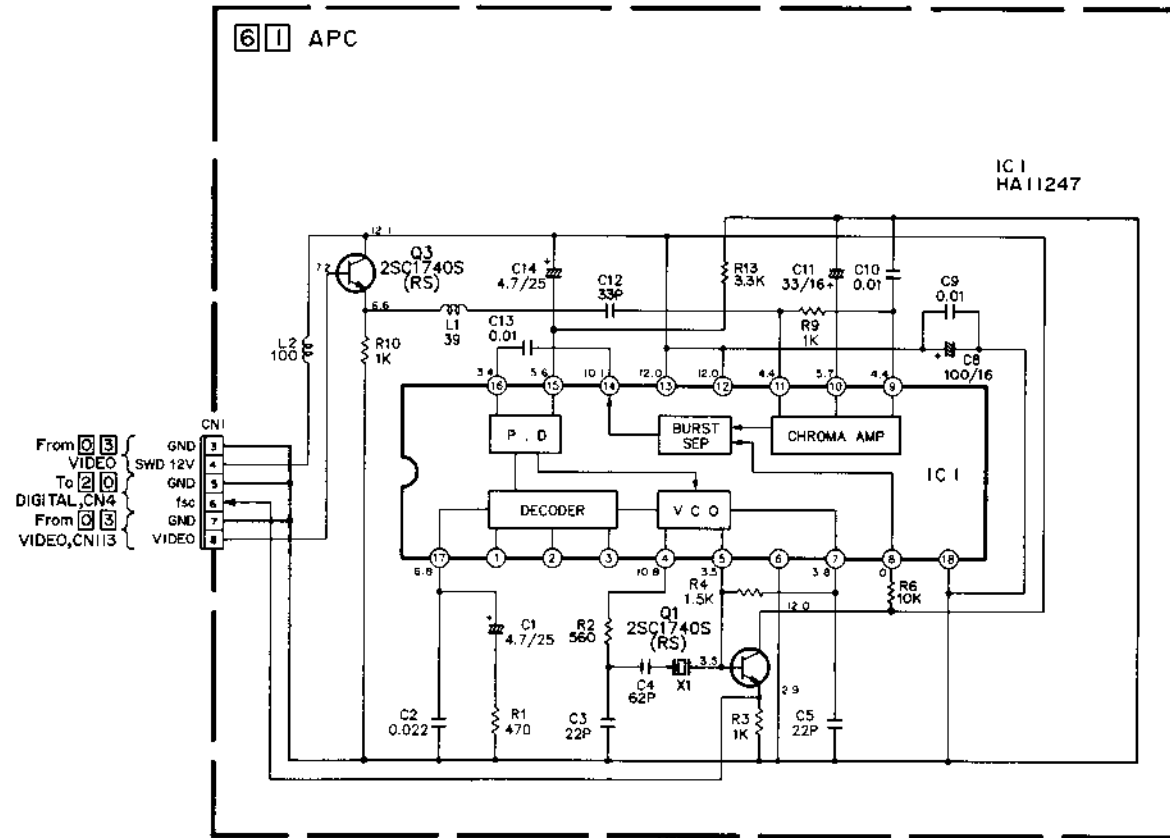 6 1 APC
IC1
HA11247
12.1
Q3
2SC1740S
(RS)
7.2
6.6
C14
4.7/25
C12
33P
R13
3.3K
C11
33/16
+
C10
0.01
C9
0.01
L2
100
R10
1K
L1
39
C13
0.01
R9
1K
+
C8
100/16
3.4
5.6
10.1
12.0
12.0
4.4
5.7
4.4
16
15
14
13
12
11
10
9
P.D
BURST
SEP
CHROMA AMP
IC1
CN1
From 0 3
VIDEO
GND 3
SWD 12V 4
To 2 0
DIGITAL,CN4
GND 5
fsc 6
From 0 3
VIDEO,CN113
GND 7
VIDEO 8
DECODER
VCO
17
1
2
3
4
5
6
7
8
18
6.8
10.8
3.5
3.8
0
R4
1.5K
R6
10K
12.0
+
C1
4.7/25
R2
560
Q1
2SC1740S
(RS)
3.5
C4
62P
X1
2.9
C2
0.022
R1
470
C3
22P
R3
1K
C5
22P